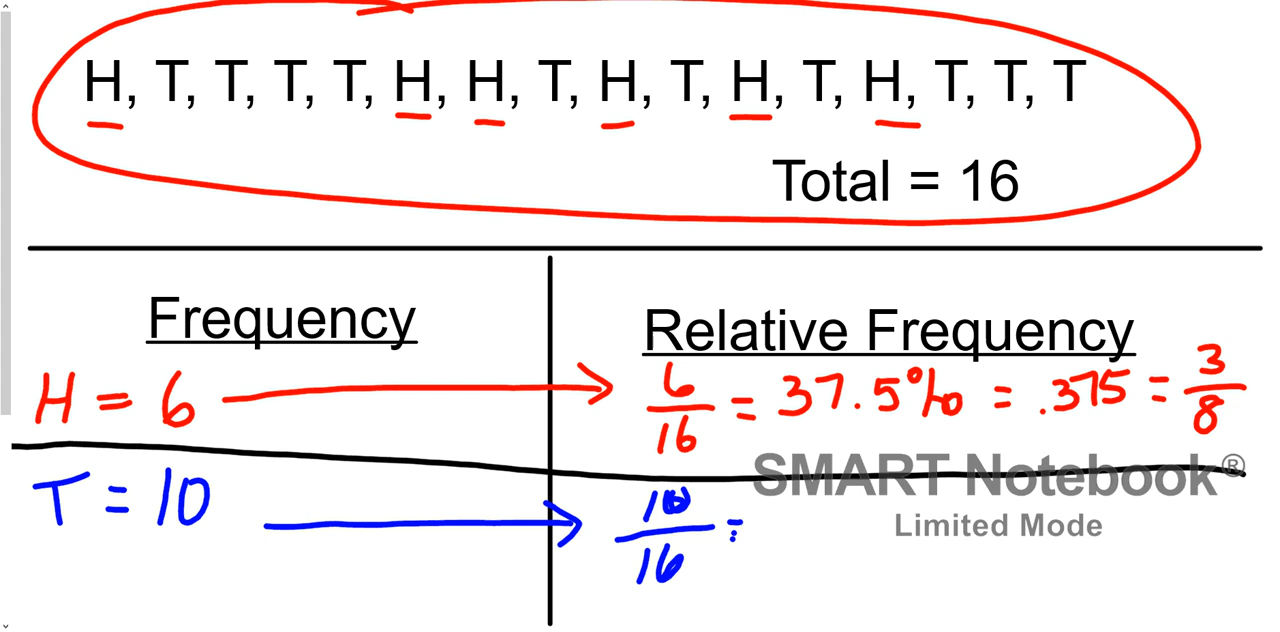 H, T, T, T, T, H, H, T, H, T, H, T, H, T, T, T
Total = 16
Frequency
Relative Frequency
H = 6
6/16 = 37.5% = .375 = 3/8
SMART Notebook®
Limited Mode
T = 10
10/16 =